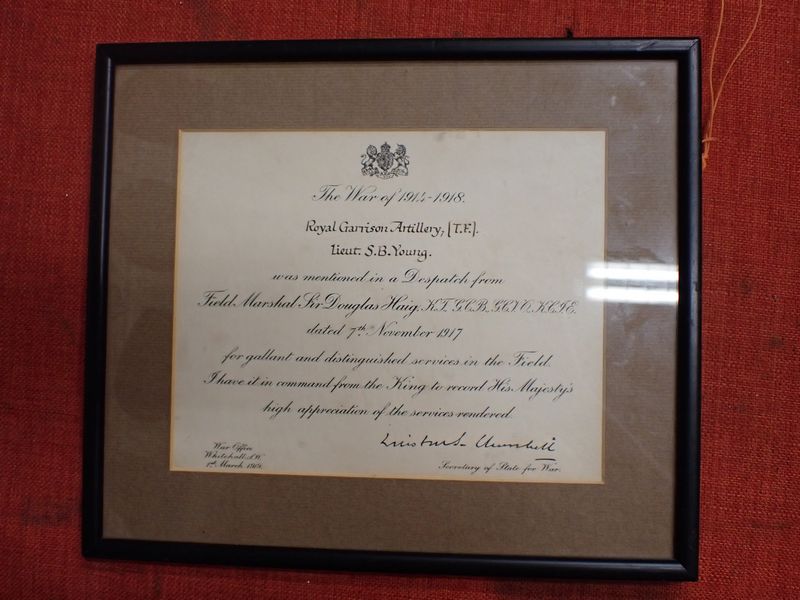 The War of 1914-1918.
Royal Garrison Artillery, [T.F.].
Lieut. S.B. Young.
was mentioned in a Despatch from
Field Marshal Sir Douglas Haig, K.T. G.C.B. G.C.V.O. K.C.I.E.
dated 7th November 1917
for gallant and distinguished services in the Field.
I have it in command from the King to record His Majesty's
high appreciation of the services rendered.
Winston S. Churchill
War Office
Whitehall, S.W.
1st March 1919.
Secretary of State for War.